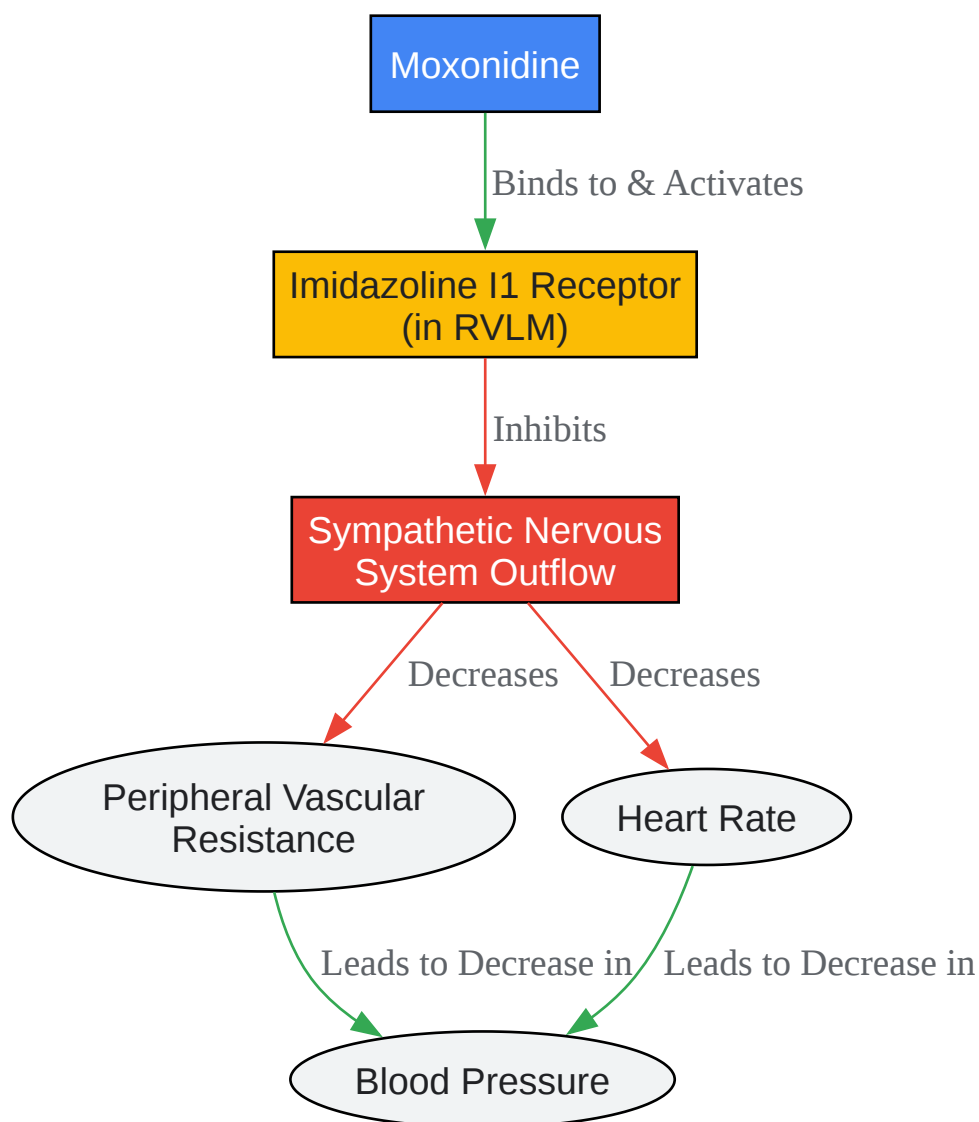 Moxonidine
Binds to & Activates
Imidazoline I1 Receptor
(in RVLM)
Inhibits
Sympathetic Nervous
System Outflow
Decreases
Decreases
Peripheral Vascular
Resistance
Heart Rate
Leads to Decrease in
Leads to Decrease in
Blood Pressure